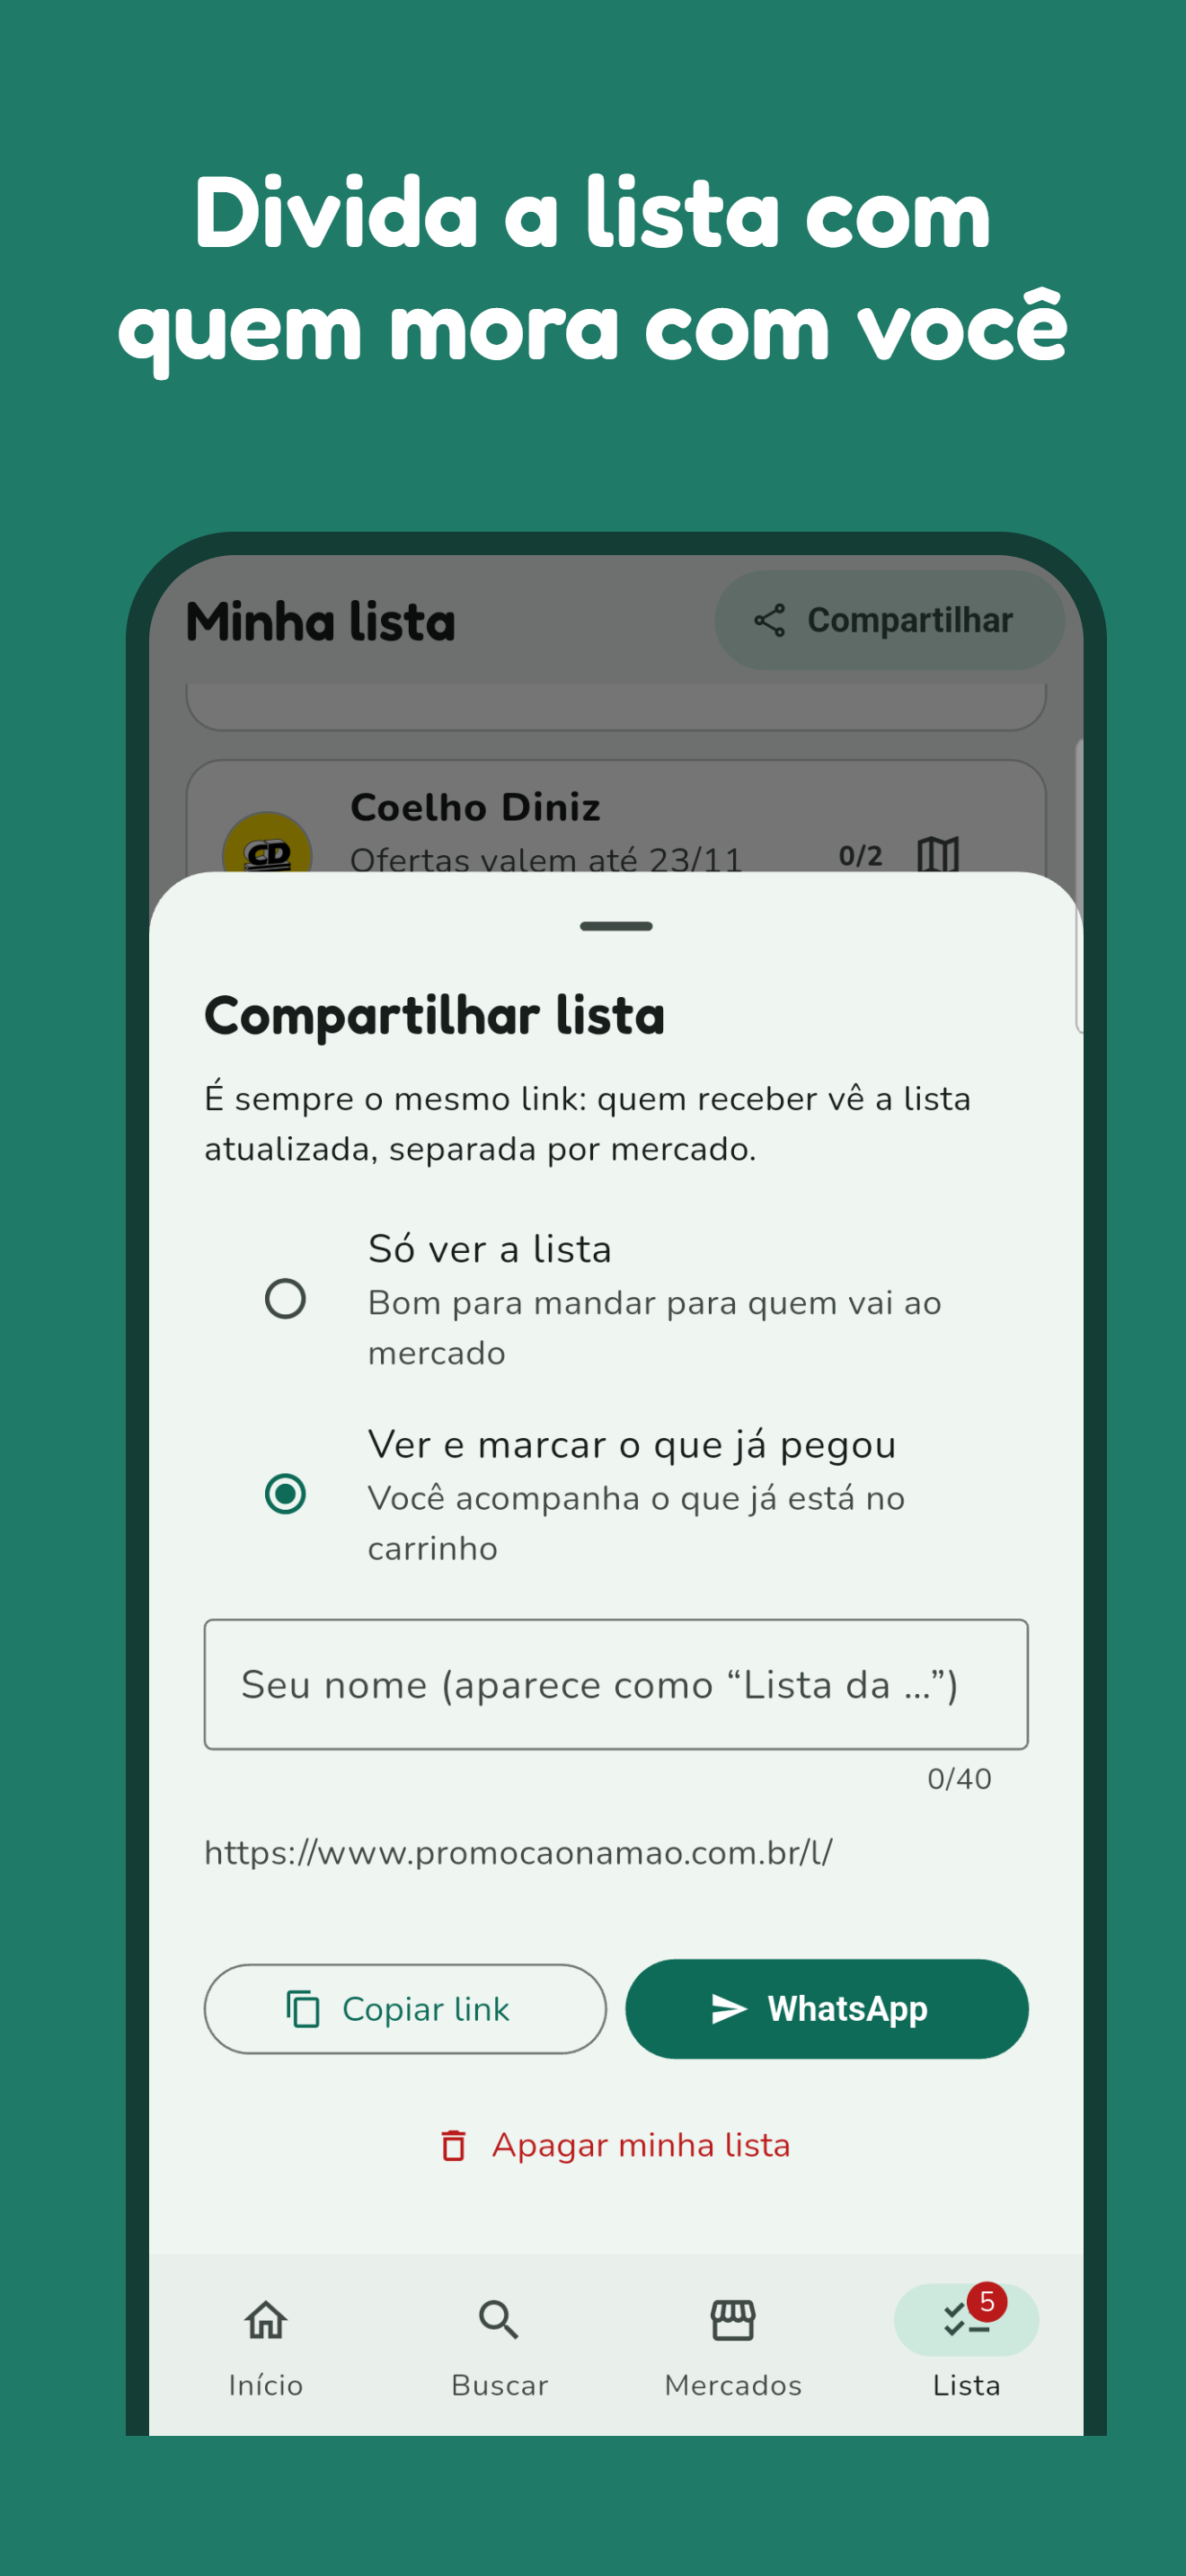 Divida a lista com
quem mora com você
Minha lista
Compartilhar
Coelho Diniz
CD
Ofertas valem até 23/11
0/2
Compartilhar lista
É sempre o mesmo link: quem receber vê a lista
atualizada, separada por mercado.
Só ver a lista
Bom para mandar para quem vai ao
mercado
Ver e marcar o que já pegou
Você acompanha o que já está no
carrinho
Seu nome (aparece como “Lista da ...”)
0/40
https://www.promocaonamao.com.br/l/
Copiar link
WhatsApp
Apagar minha lista
5
Início
Buscar
Mercados
Lista